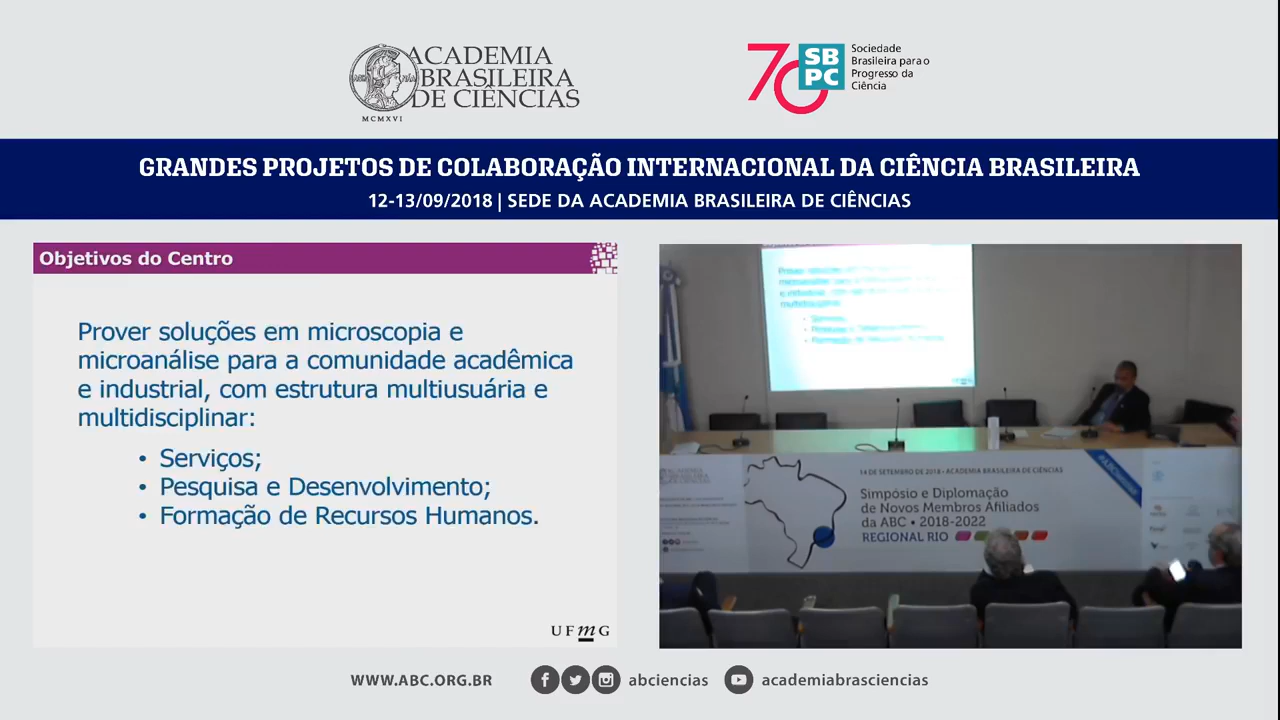 ACADEMIA
BRASILEIRA
DE CIÊNCIAS
MCMXVI
70
SB
PC
Sociedade
Brasileira para o
Progresso da
Ciência
GRANDES PROJETOS DE COLABORAÇÃO INTERNACIONAL DA CIÊNCIA BRASILEIRA
12-13/09/2018 | SEDE DA ACADEMIA BRASILEIRA DE CIÊNCIAS
Objetivos do Centro
Prover soluções em microscopia e
microanálise para a comunidade acadêmica
e industrial, com estrutura multiusuária e
multidisciplinar:
• Serviços;
• Pesquisa e Desenvolvimento;
• Formação de Recursos Humanos.
UFmG
14 DE SETEMBRO DE 2018 • ACADEMIA BRASILEIRA DE CIÊNCIAS
Simpósio e Diplomação
de Novos Membros Afiliados
da ABC • 2018-2022
REGIONAL RIO
WWW.ABC.ORG.BR
abciencias
academiabrasciencias